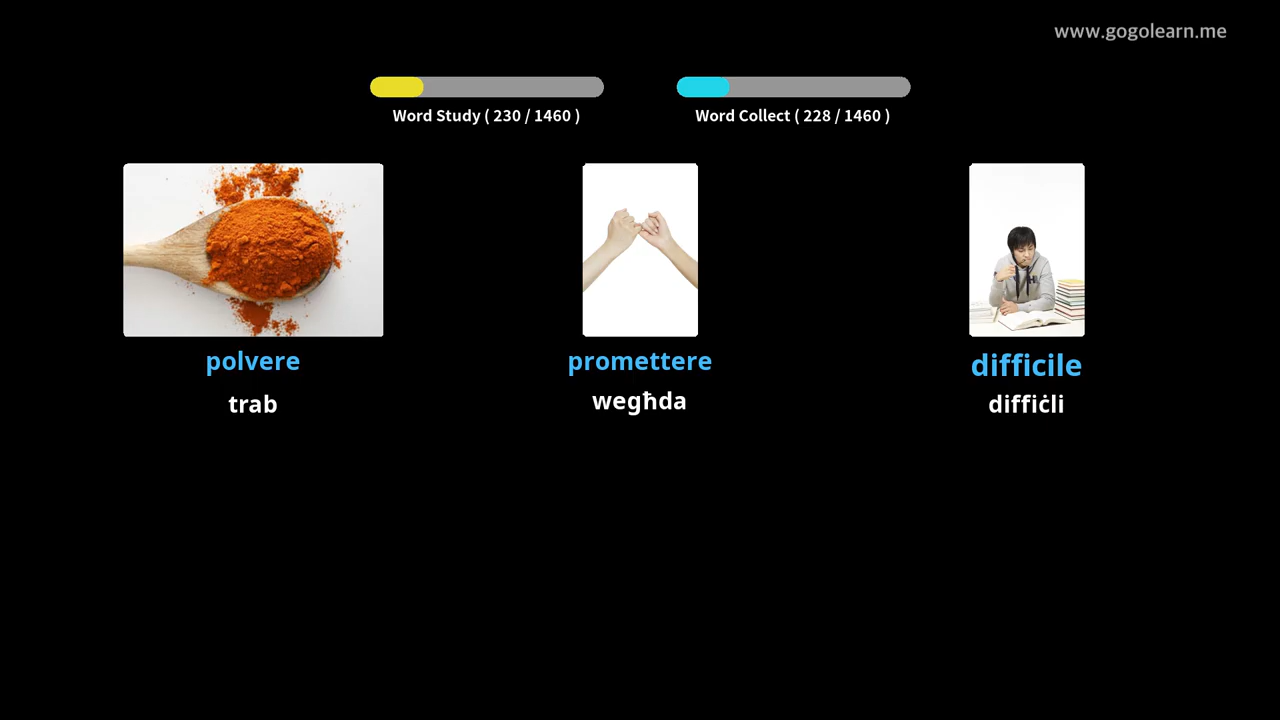 www.gogolearn.me
Word Study ( 230 / 1460 )
Word Collect ( 228 / 1460 )
polvere
trab
promettere
wegħda
difficile
diffiċli